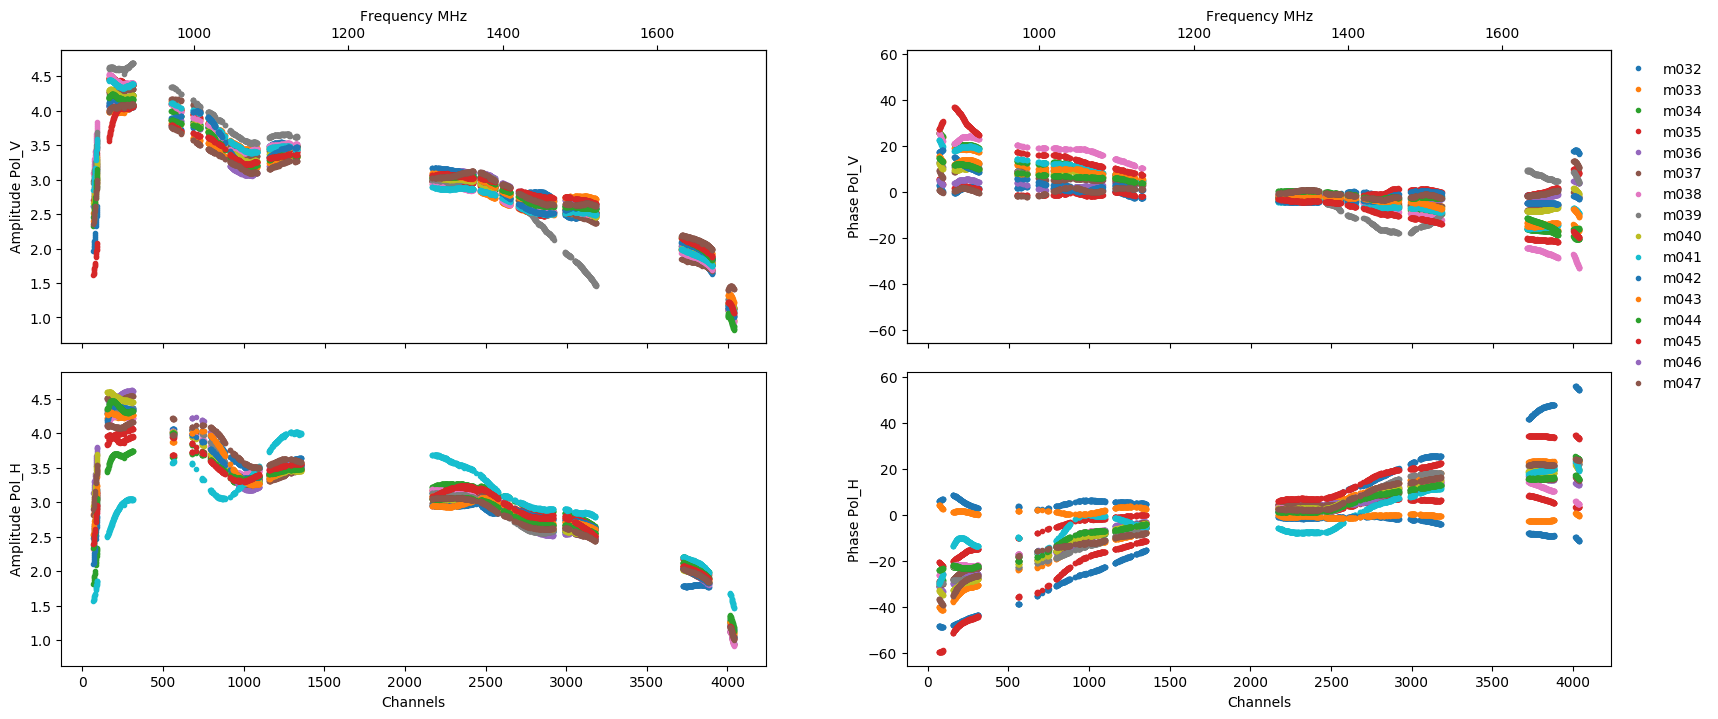 Frequency MHz
1000 1200 1400 1600
Amplitude Pol_V
4.5
4.0
3.5
3.0
2.5
2.0
1.5
1.0
Frequency MHz
1000 1200 1400 1600
Phase Pol_V
60
40
20
0
−20
−40
−60
m032
m033
m034
m035
m036
m037
m038
m039
m040
m041
m042
m043
m044
m045
m046
m047
Amplitude Pol_H
4.5
4.0
3.5
3.0
2.5
2.0
1.5
1.0
0 500 1000 1500 2000 2500 3000 3500 4000
Channels
Phase Pol_H
60
40
20
0
−20
−40
−60
0 500 1000 1500 2000 2500 3000 3500 4000
Channels